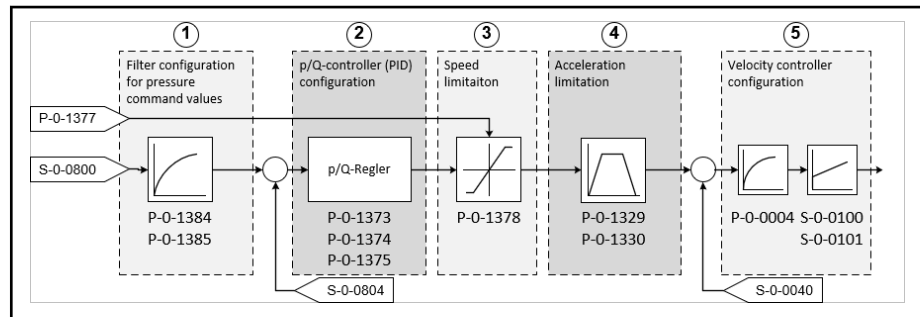 1
2
3
4
5
Filter configuration
for pressure
command values
p/Q-controller (PID)
configuration
Speed
limitaiton
Acceleration
limitation
Velocity controller
configuration
P-0-1377
S-0-0800
p/Q-Regler
P-0-1384
P-0-1385
P-0-1373
P-0-1374
P-0-1375
P-0-1378
P-0-1329
P-0-1330
P-0-0004
S-0-0100
S-0-0101
S-0-0804
S-0-0040